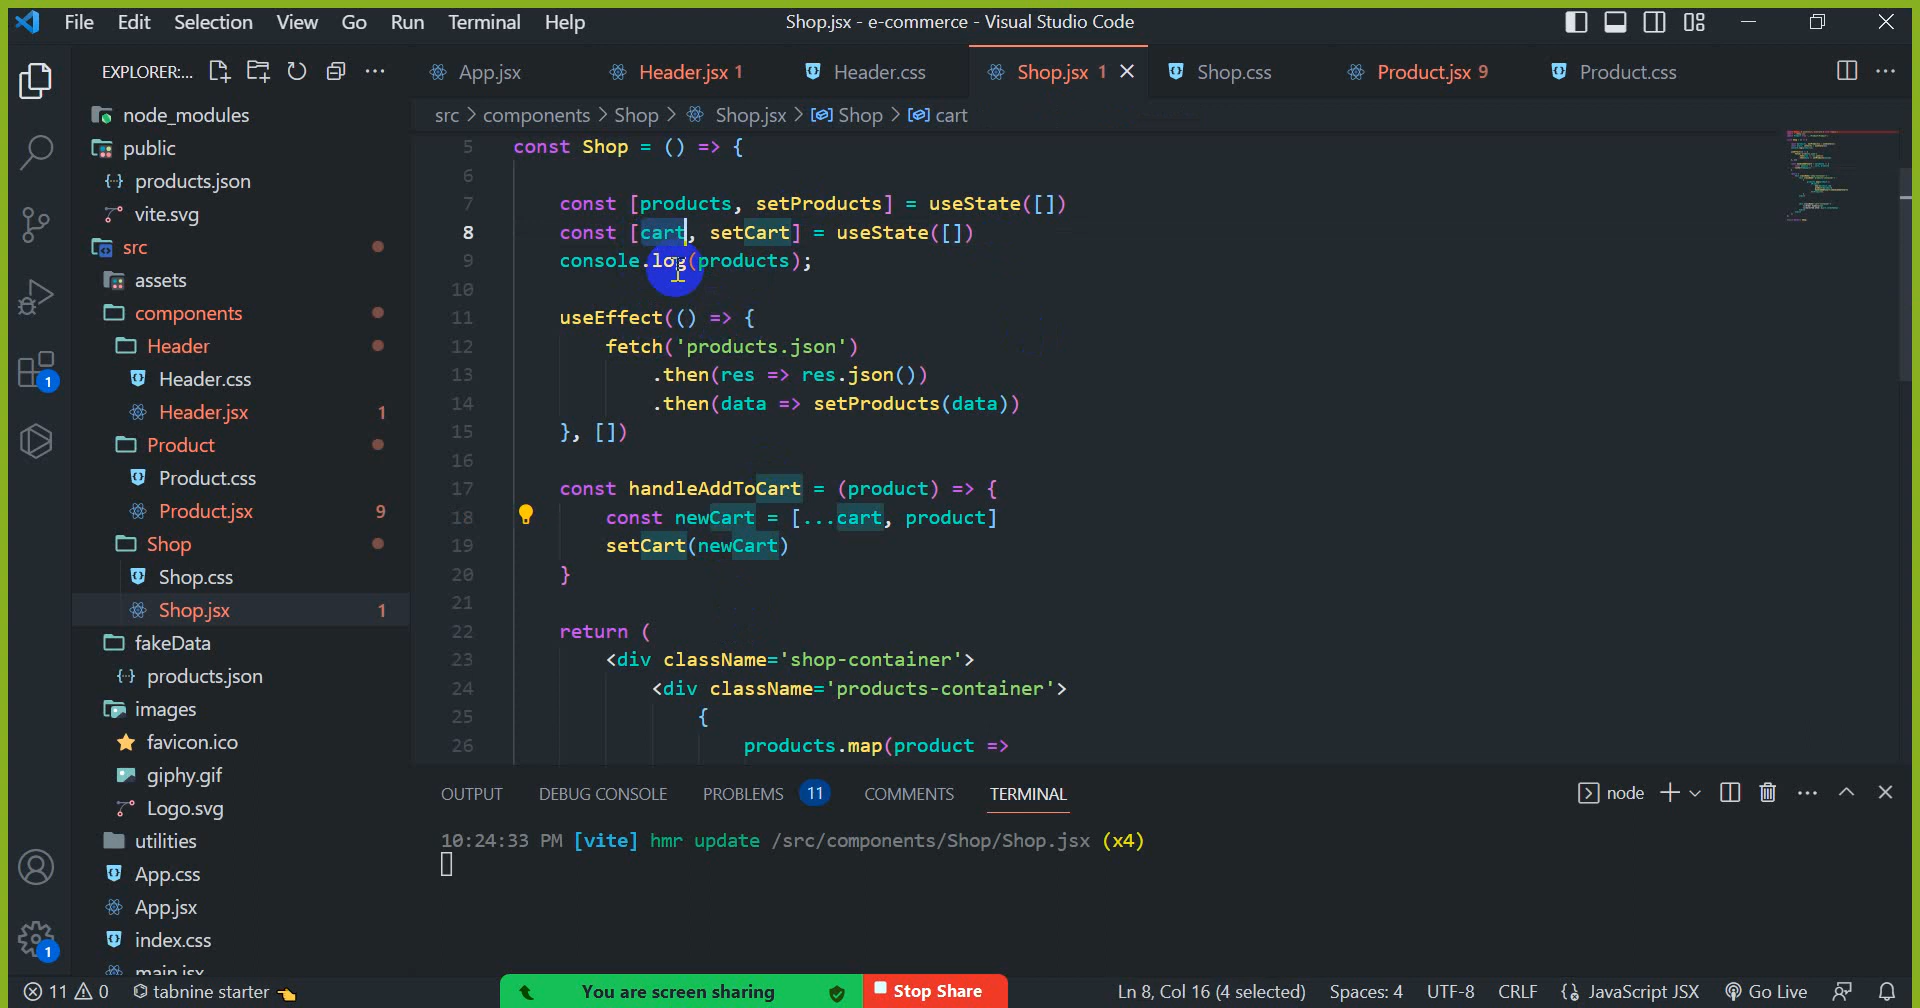 File Edit Selection View Go Run Terminal Help
Shop.jsx - e-commerce - Visual Studio Code
EXPLORER:...
App.jsx
Header.jsx 1
Header.css
Shop.jsx 1
Shop.css
Product.jsx 9
Product.css
src > components > Shop > Shop.jsx > Shop > cart
node_modules
public
products.json
vite.svg
src
assets
components
Header
Header.css
Header.jsx 1
Product
Product.css
Product.jsx 9
Shop
Shop.css
Shop.jsx 1
fakeData
products.json
images
favicon.ico
giphy.gif
Logo.svg
utilities
App.css
App.jsx
index.css
main.jsx
1
1
5 const Shop = () => {
6
7 const [products, setProducts] = useState([])
8 const [cart, setCart] = useState([])
9 console.log(products);
10
11 useEffect(() => {
12 fetch('products.json')
13 .then(res => res.json())
14 .then(data => setProducts(data))
15 }, [])
16
17 const handleAddToCart = (product) => {
18 const newCart = [...cart, product]
19 setCart(newCart)
20 }
21
22 return (
23 <div className='shop-container'>
24 <div className='products-container'>
25 {
26 products.map(product =>
OUTPUT DEBUG CONSOLE PROBLEMS 11 COMMENTS TERMINAL
node
10:24:33 PM [vite] hmr update /src/components/Shop/Shop.jsx (x4)
11 0 tabnine starter
You are screen sharing
Stop Share
Ln 8, Col 16 (4 selected) Spaces: 4 UTF-8 CRLF {} JavaScript JSX Go Live